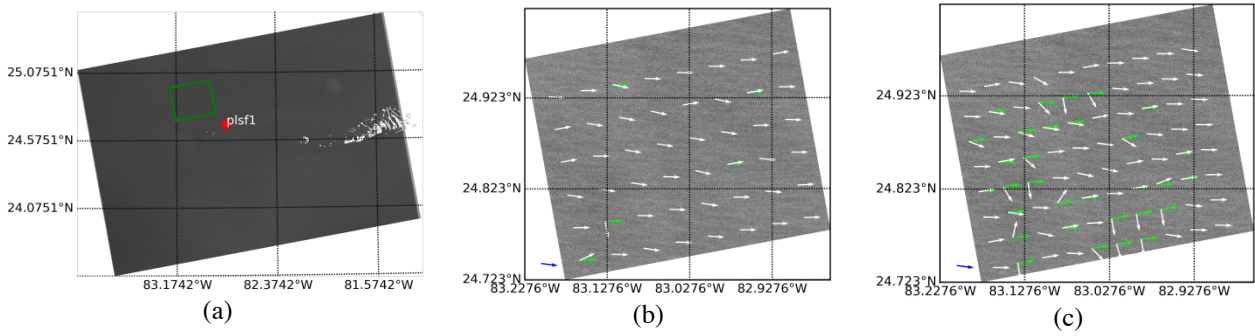 25.0751°N
24.5751°N
24.0751°N
83.1742°W 82.3742°W 81.5742°W
plsf1
(a)
24.923°N
24.823°N
24.723°N
83.2276°W 83.1276°W 83.0276°W 82.9276°W
(b)
24.923°N
24.823°N
24.723°N
83.2276°W 83.1276°W 83.0276°W 82.9276°W
(c)